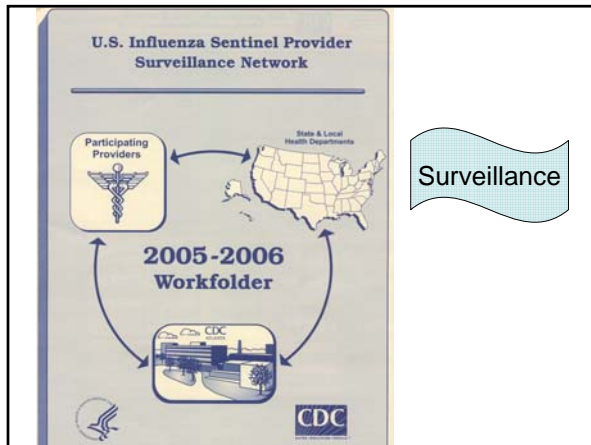 U.S. Influenza Sentinel Provider
Surveillance Network
Participating
Providers
State & Local
Health Departments
Surveillance
2005-2006
Workfolder
CDC
CDC